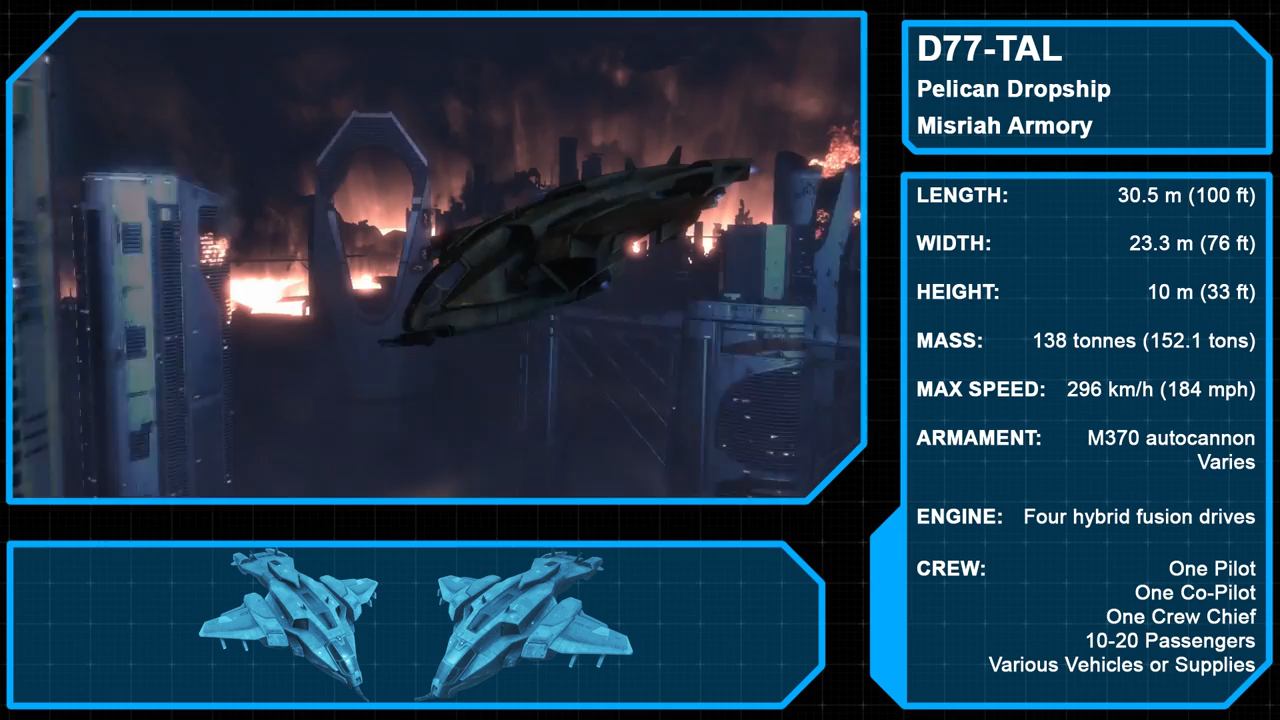 D77-TAL
Pelican Dropship
Misriah Armory
LENGTH: 30.5 m (100 ft)
WIDTH: 23.3 m (76 ft)
HEIGHT: 10 m (33 ft)
MASS: 138 tonnes (152.1 tons)
MAX SPEED: 296 km/h (184 mph)
ARMAMENT: M370 autocannon
Varies
ENGINE: Four hybrid fusion drives
CREW: One Pilot
One Co-Pilot
One Crew Chief
10-20 Passengers
Various Vehicles or Supplies